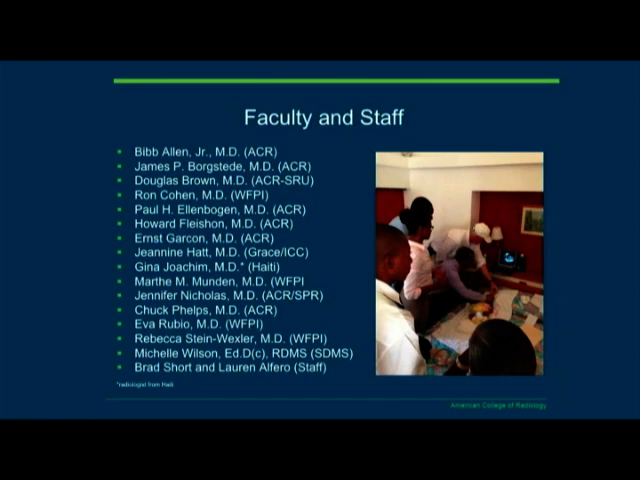 Faculty and Staff
Bibb Allen, Jr., M.D. (ACR)
James P. Borgstede, M.D. (ACR)
Douglas Brown, M.D. (ACR-SRU)
Ron Cohen, M.D. (WFPI)
Paul H. Ellenbogen, M.D. (ACR)
Howard Fleishon, M.D. (ACR)
Ernst Garcon, M.D. (ACR)
Jeannine Hatt, M.D. (Grace/ICC)
Gina Joachim, M.D.* (Haiti)
Marthe M. Munden, M.D. (WFPI
Jennifer Nicholas, M.D. (ACR/SPR)
Chuck Phelps, M.D. (ACR)
Eva Rubio, M.D. (WFPI)
Rebecca Stein-Wexler, M.D. (WFPI)
Michelle Wilson, Ed.D(c), RDMS (SDMS)
Brad Short and Lauren Alfero (Staff)
*radiologist from Haiti
American College of Radiology